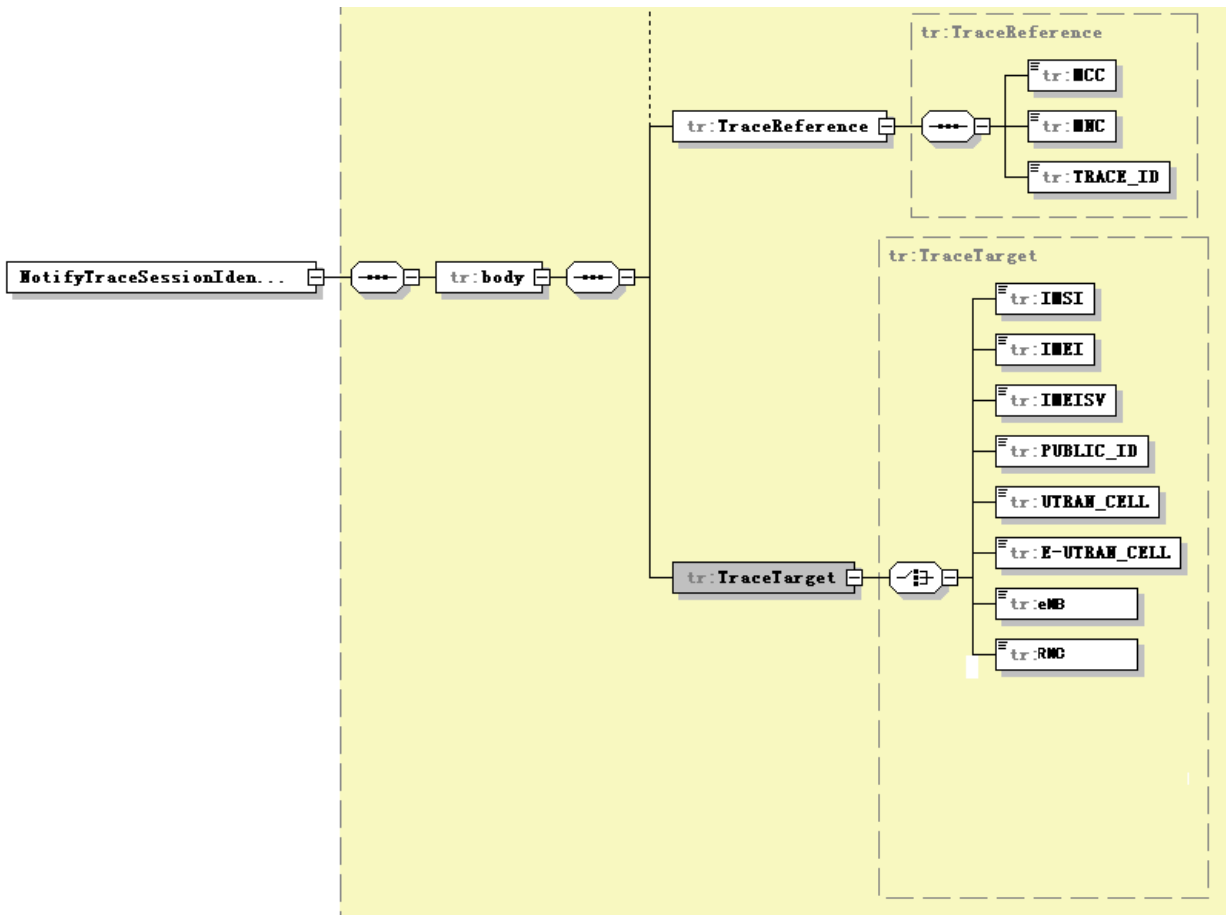 tr:TraceReference
tr:MCC
tr:TraceReference
tr:MNC
tr:TRACE_ID
NotifyTraceSessionIden...
tr:body
tr:TraceTarget
tr:IMSI
tr:IMEI
tr:IMEISV
tr:PUBLIC_ID
tr:UTRAN_CELL
tr:E-UTRAN_CELL
tr:TraceTarget
tr:eNB
tr:RNC